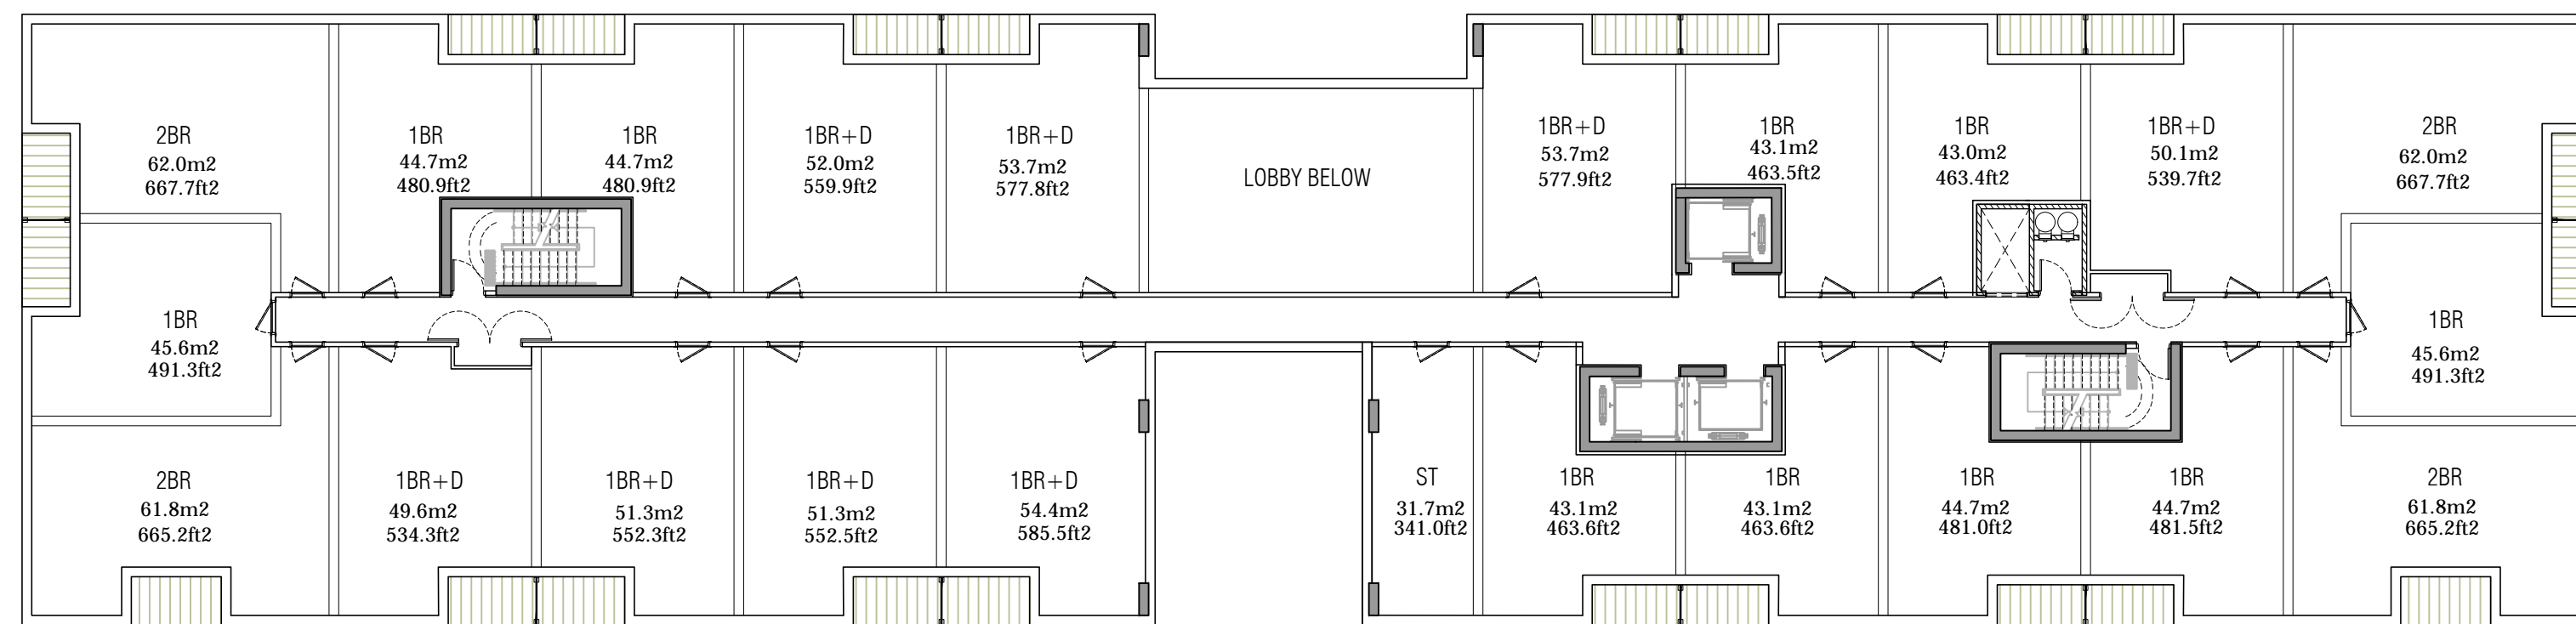 2BR
62.0m2
667.7ft2
1BR
44.7m2
480.9ft2
1BR
44.7m2
480.9ft2
1BR+D
52.0m2
559.9ft2
1BR+D
53.7m2
577.8ft2
LOBBY BELOW
1BR+D
53.7m2
577.9ft2
1BR
43.1m2
463.5ft2
1BR
43.0m2
463.4ft2
1BR+D
50.1m2
539.7ft2
2BR
62.0m2
667.7ft2
1BR
45.6m2
491.3ft2
1BR
45.6m2
491.3ft2
2BR
61.8m2
665.2ft2
1BR+D
49.6m2
534.3ft2
1BR+D
51.3m2
552.3ft2
1BR+D
51.3m2
552.5ft2
1BR+D
54.4m2
585.5ft2
ST
31.7m2
341.0ft2
1BR
43.1m2
463.6ft2
1BR
43.1m2
463.6ft2
1BR
44.7m2
481.0ft2
1BR
44.7m2
481.5ft2
2BR
61.8m2
665.2ft2